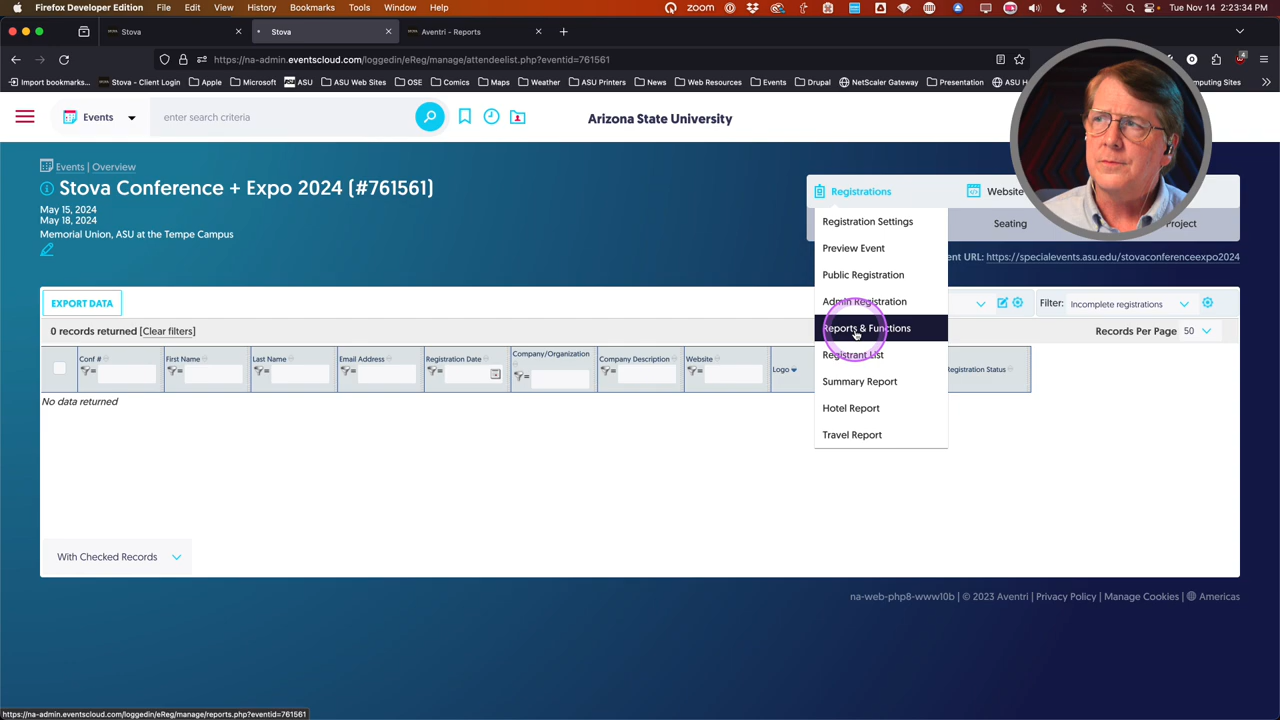 Firefox Developer Edition File Edit View History Bookmarks Tools Window Help zoom Tue Nov 14 2:23:34 PM
Stova Stova Aventri - Reports
https://na-admin.eventscloud.com/loggedin/eReg/manage/attendeelist.php?eventid=761561
Import bookmarks... Stova - Client Login Apple Microsoft ASU ASU Web Sites OSE Comics Maps Weather ASU Printers News Web Resources Events Drupal NetScaler Gateway Presentation ASU H
Events enter search criteria Arizona State University
Events | Overview
Stova Conference + Expo 2024 (#761561)
May 15, 2024
May 18, 2024
Memorial Union, ASU at the Tempe Campus
Registrations Website
Seating Project
ent URL: https://specialevents.asu.edu/stovaconferenceexpo2024
Registration Settings
Preview Event
Public Registration
Admin Registration
Reports & Functions
Registrant List
Summary Report
Hotel Report
Travel Report
EXPORT DATA Filter: Incomplete registrations
0 records returned [Clear filters] Records Per Page 50
Conf # First Name Last Name Email Address Registration Date Company/Organization Company Description Website Logo egistration Status
No data returned
With Checked Records
na-web-php8-www10b | © 2023 Aventri | Privacy Policy | Manage Cookies | Americas
https://na-admin.eventscloud.com/loggedin/eReg/manage/reports.php?eventid=761561